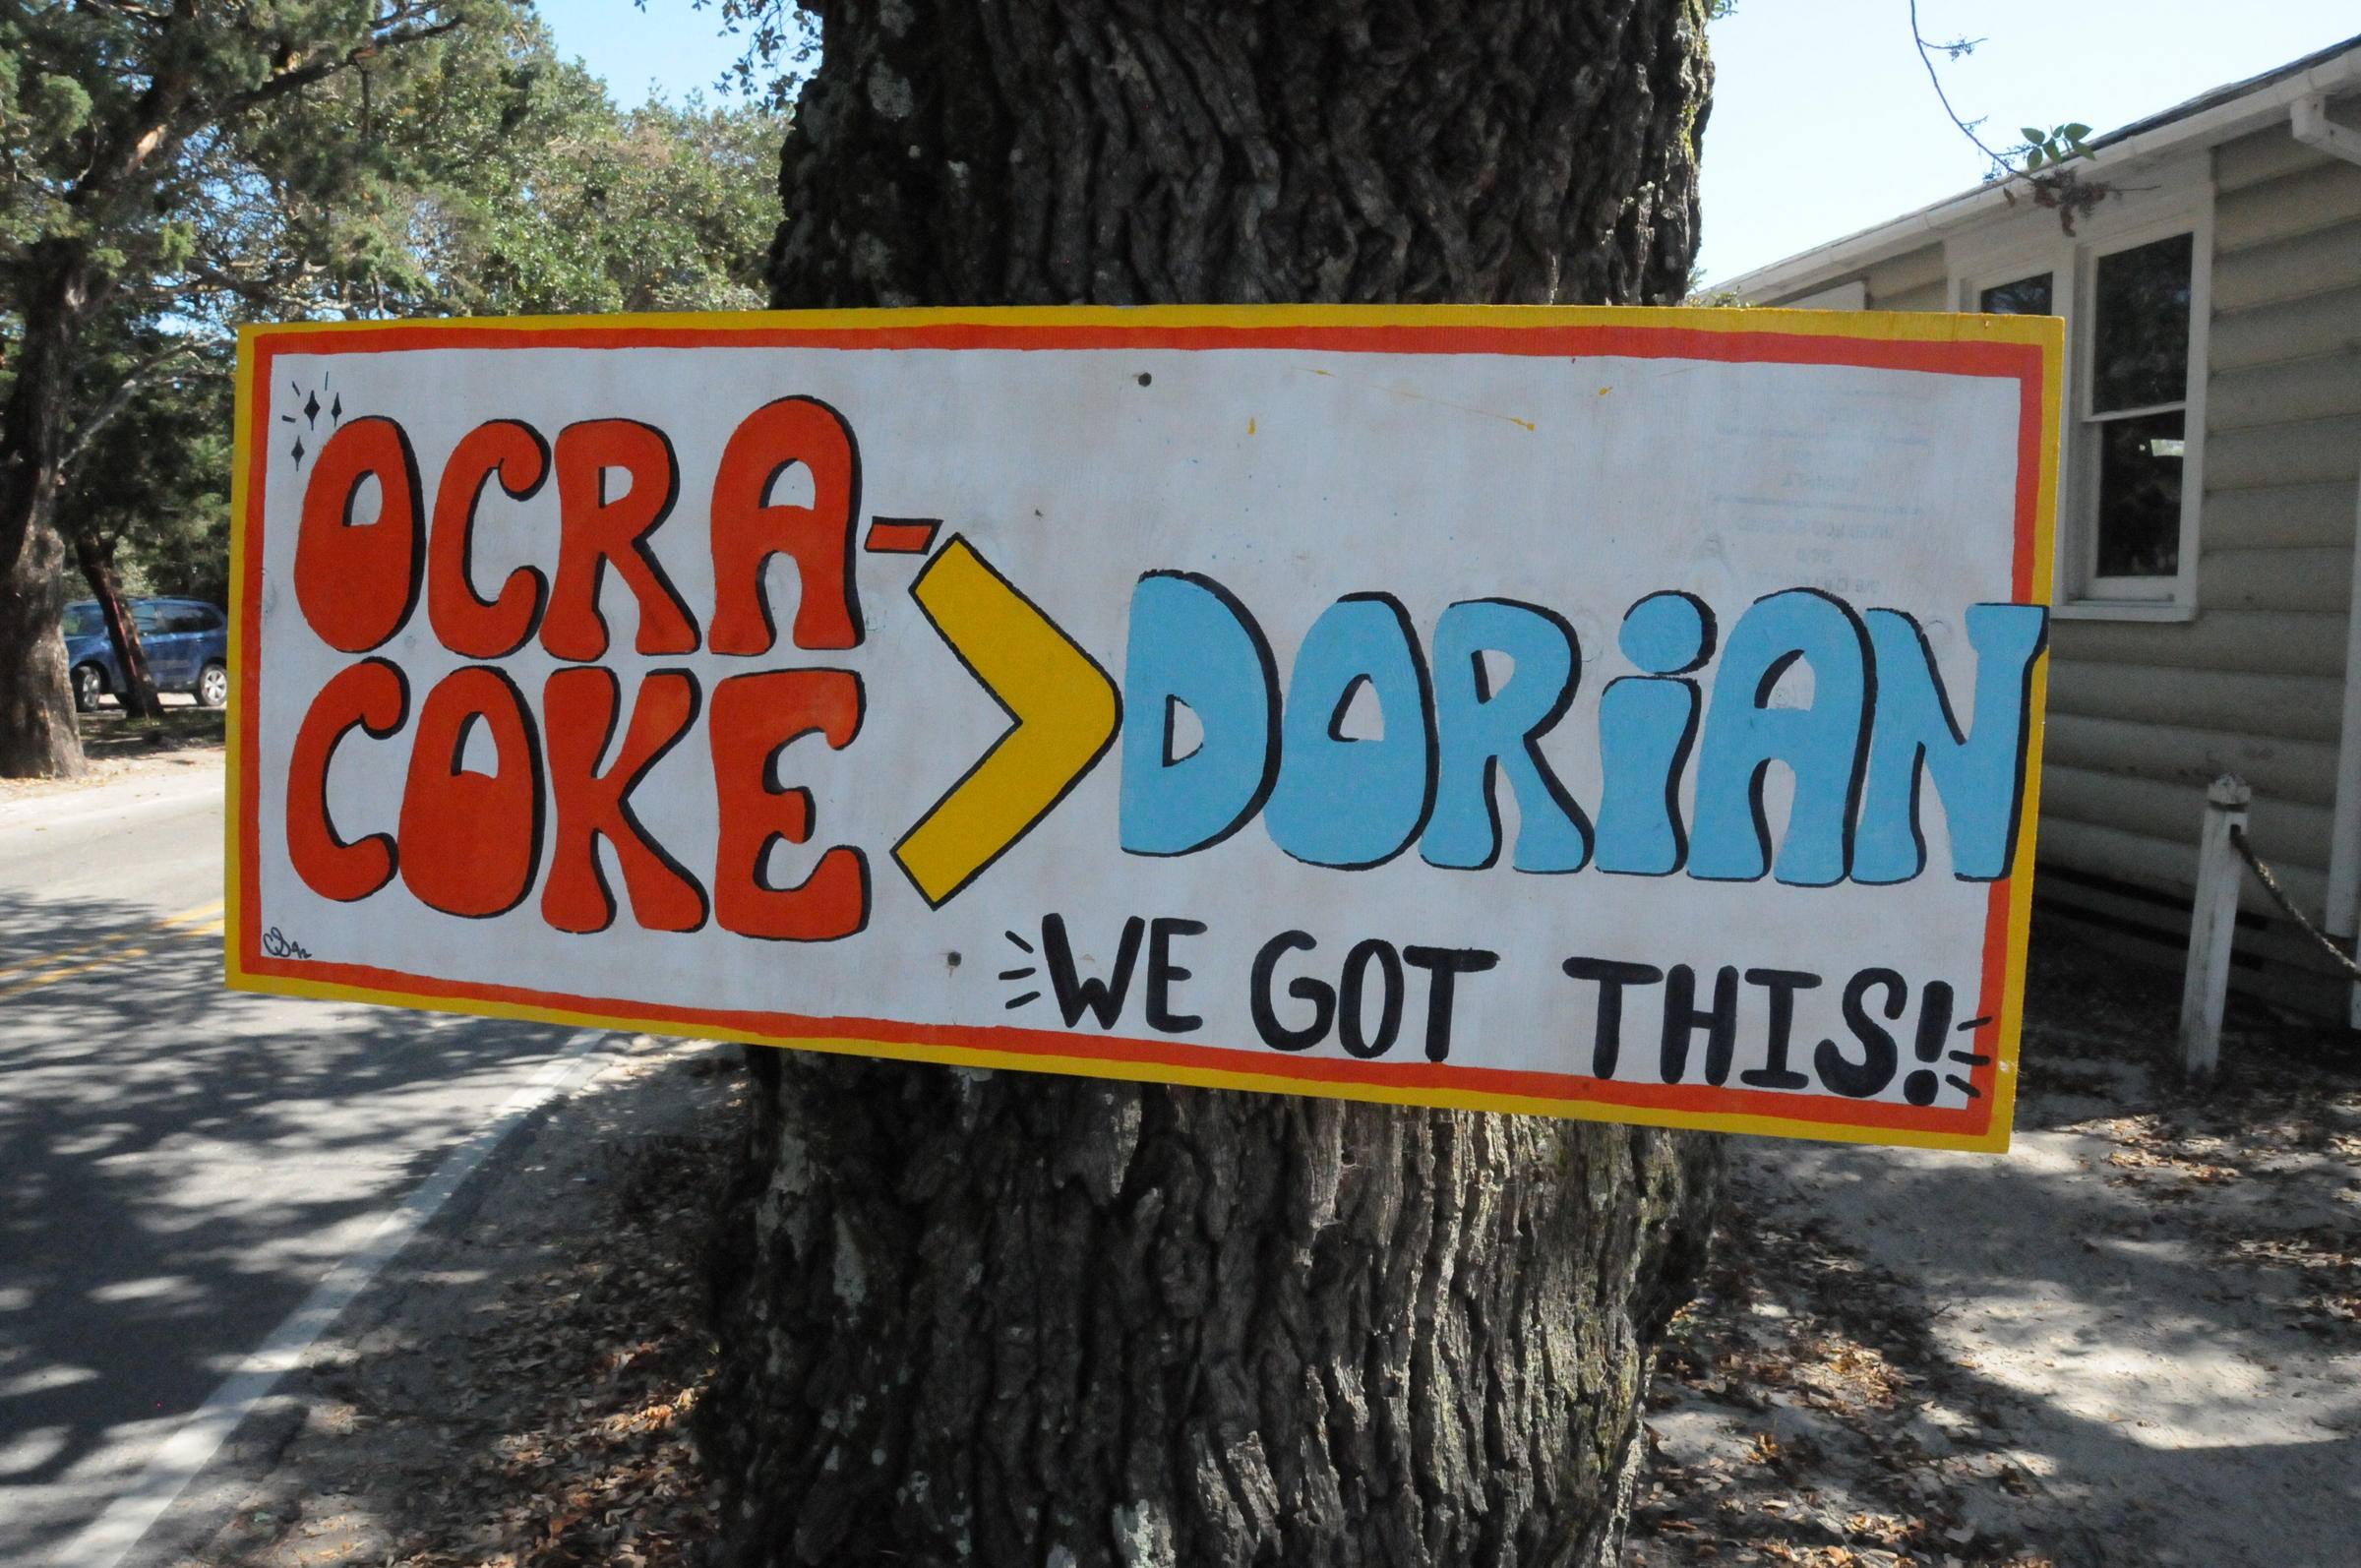 OCRA-
COKE > DORiAN
WE GOT THIS!